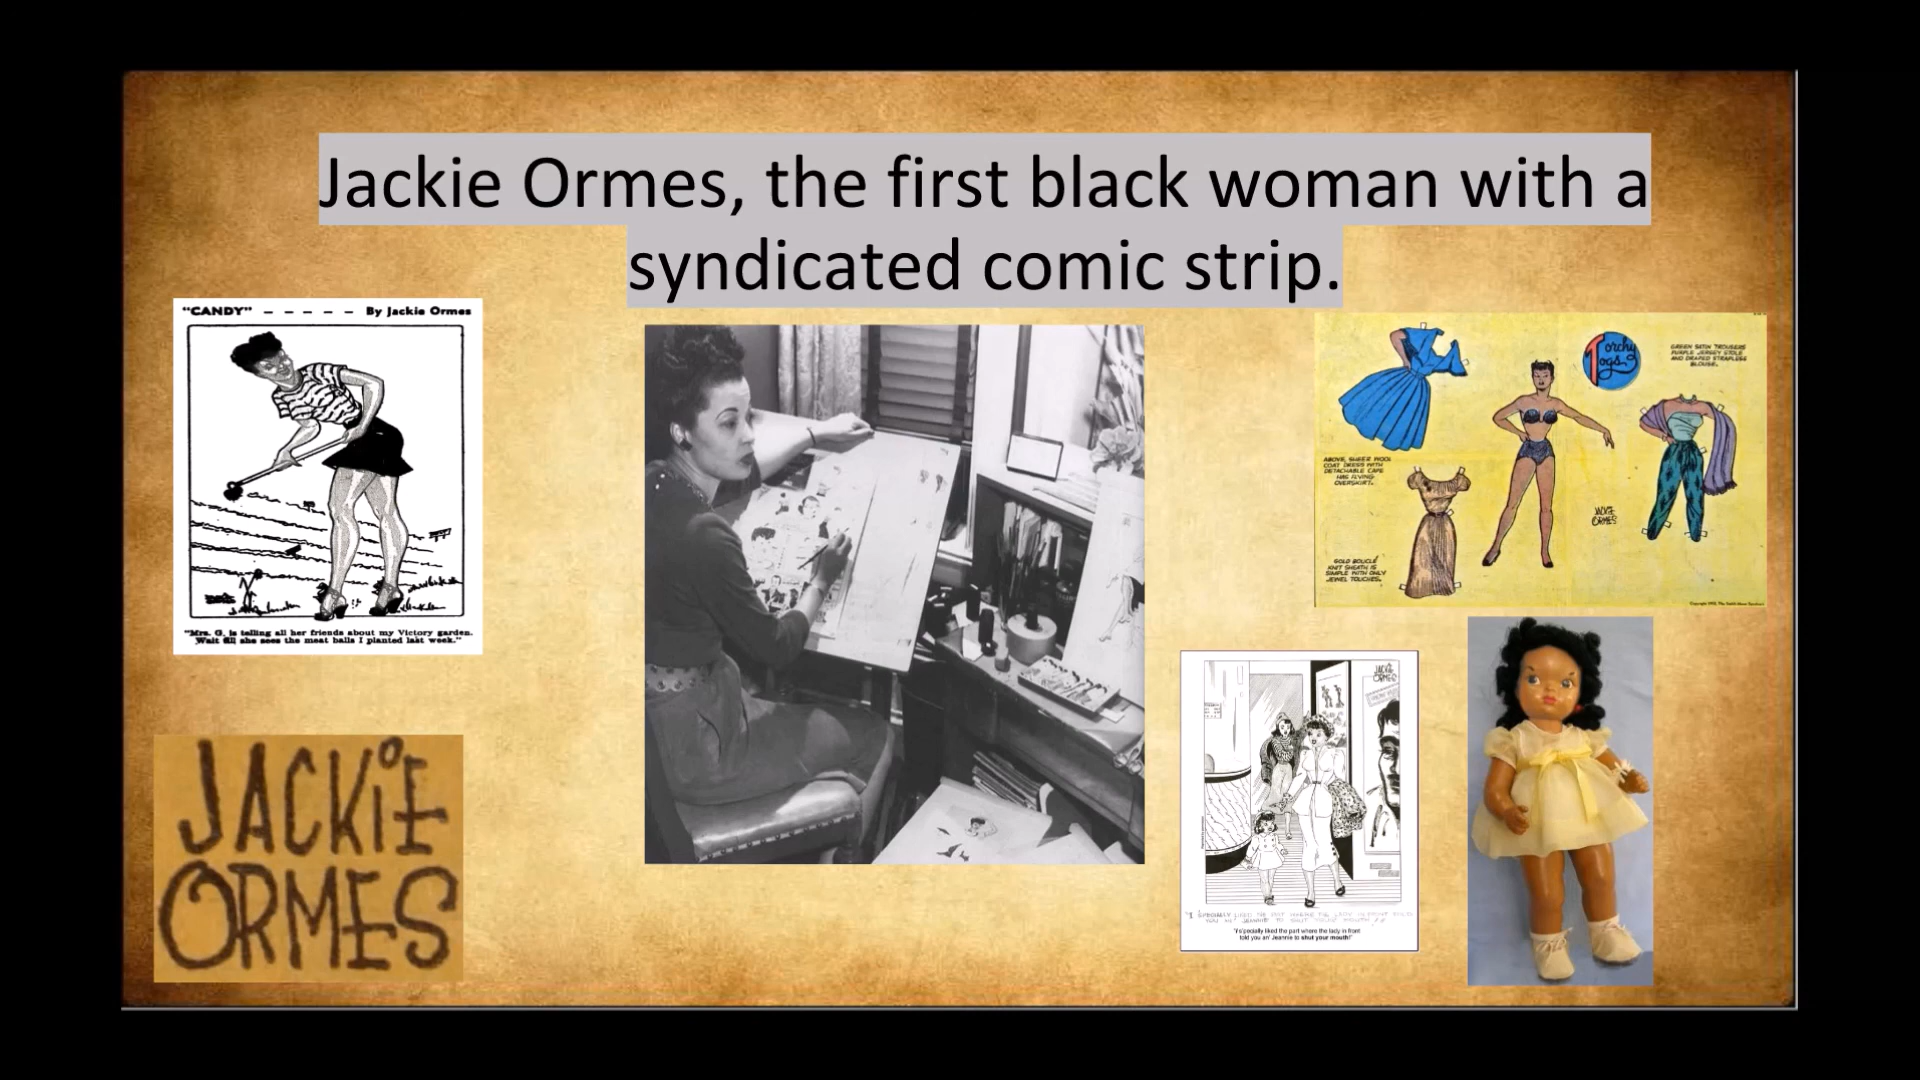 Jackie Ormes, the first black woman with a
syndicated comic strip.
"CANDY" - - - - - By Jackie Ormes
"Mrs. G. is telling all her friends about my Victory garden.
Wait till she sees the meat balls I planted last week."
JACKiE
ORMES
Torchy
Togs
GREEN SATIN TROUSERS
PURPLE JERSEY STOLE
AND DRAPED STRAPLESS
BLOUSE.
ABOVE, SHEER WOOL
COAT DRESS WITH
DETACHABLE CAPE
HAS FLYING
OVERSKIRT.
JACKIE
ORMES
GOLD BOUCLÉ
KNIT SHEATH IS
SIMPLE WITH ONLY
JEWEL TOUCHES.
JACKIE
ORMES
"I 'specially liked the part where the lady in front
told you an' Jeannie to shut your mouth!"